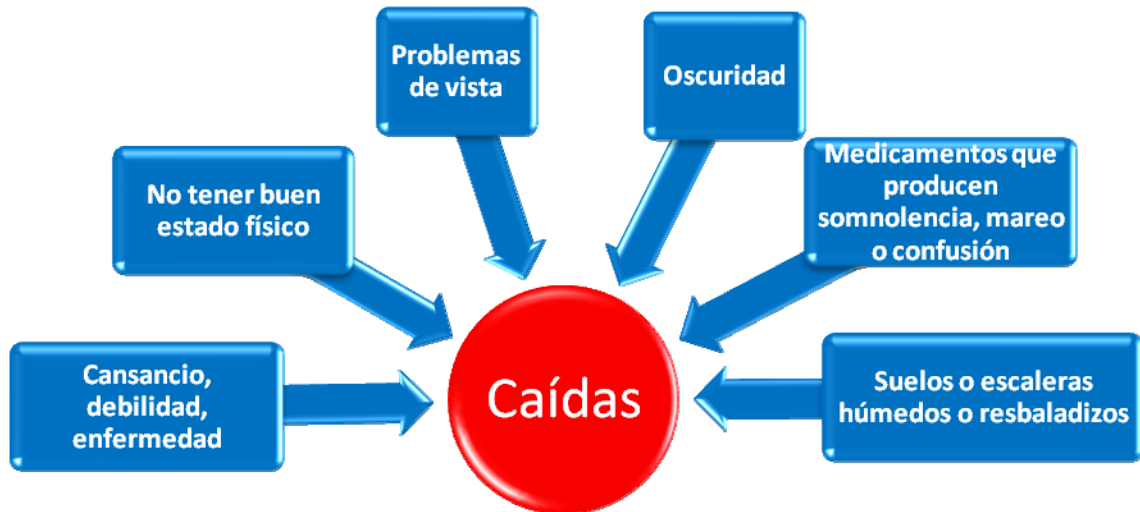 Problemas
de vista
Oscuridad
No tener buen
estado físico
Medicamentos que
producen
somnolencia, mareo
o confusión
Cansancio,
debilidad,
enfermedad
Caídas
Suelos o escaleras
húmedos o resbaladizos